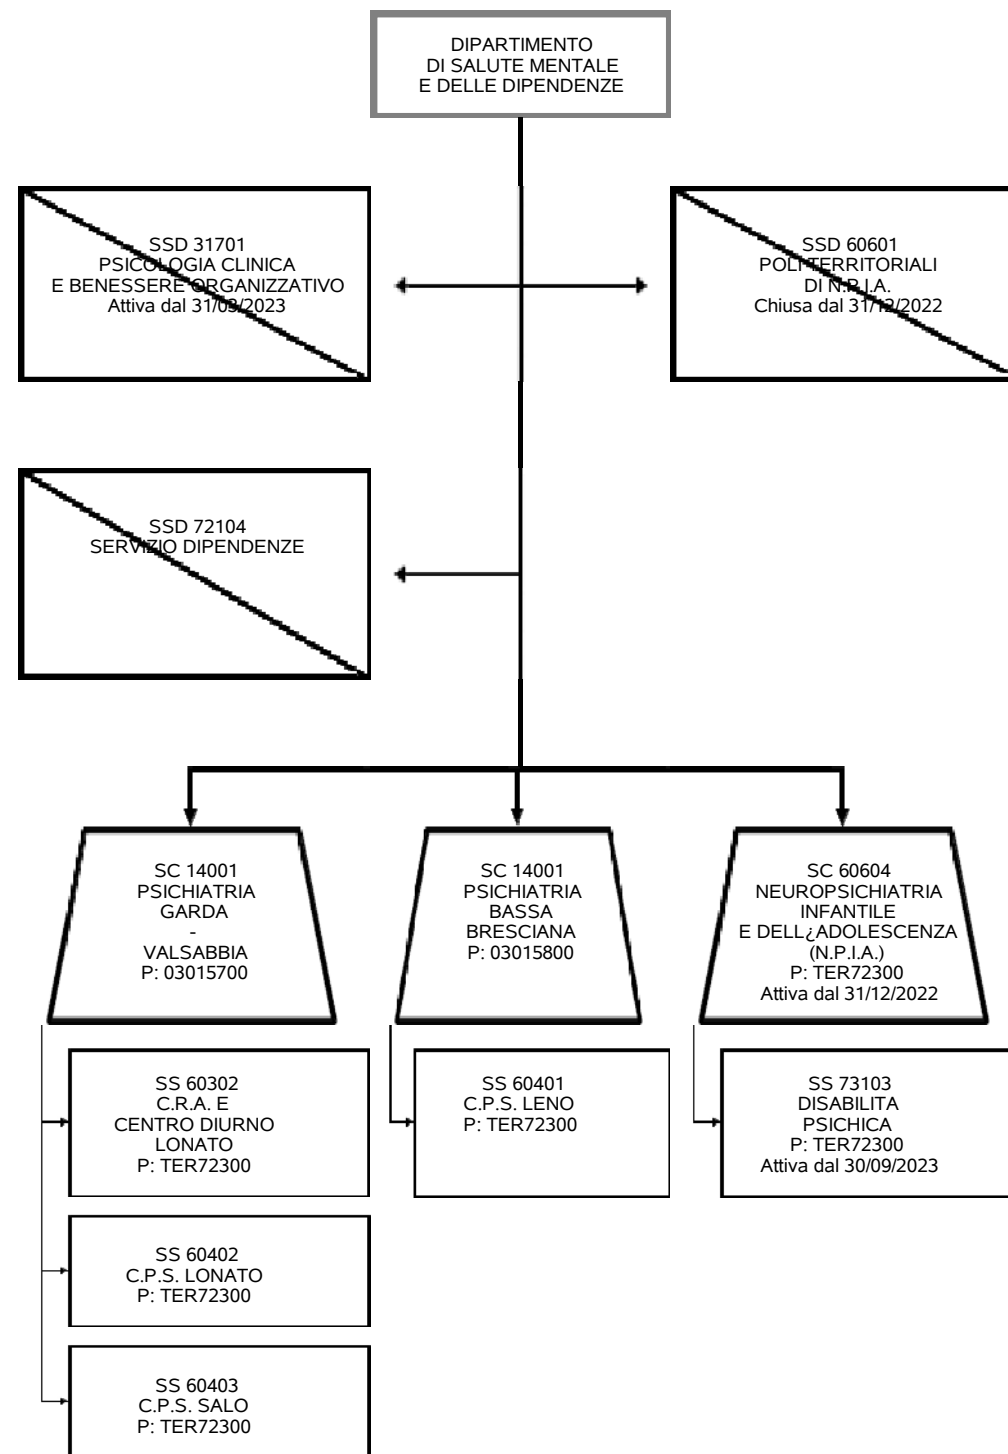 DIPARTIMENTO
DI SALUTE MENTALE
E DELLE DIPENDENZE
SSD 31701
PSICOLOGIA CLINICA
E BENESSERE ORGANIZZATIVO
Attiva dal 31/03/2023
SSD 60601
POLI TERRITORIALI
DI N.P.I.A.
Chiusa dal 31/12/2022
SSD 72104
SERVIZIO DIPENDENZE
SC 14001
PSICHIATRIA
GARDA
-
VALSABBIA
P: 03015700
SC 14001
PSICHIATRIA
BASSA
BRESCIANA
P: 03015800
SC 60604
NEUROPSICHIATRIA
INFANTILE
E DELL¿ADOLESCENZA
(N.P.I.A.)
P: TER72300
Attiva dal 31/12/2022
SS 60302
C.R.A. E
CENTRO DIURNO
LONATO
P: TER72300
SS 60401
C.P.S. LENO
P: TER72300
SS 73103
DISABILITA
PSICHICA
P: TER72300
Attiva dal 30/09/2023
SS 60402
C.P.S. LONATO
P: TER72300
SS 60403
C.P.S. SALO
P: TER72300